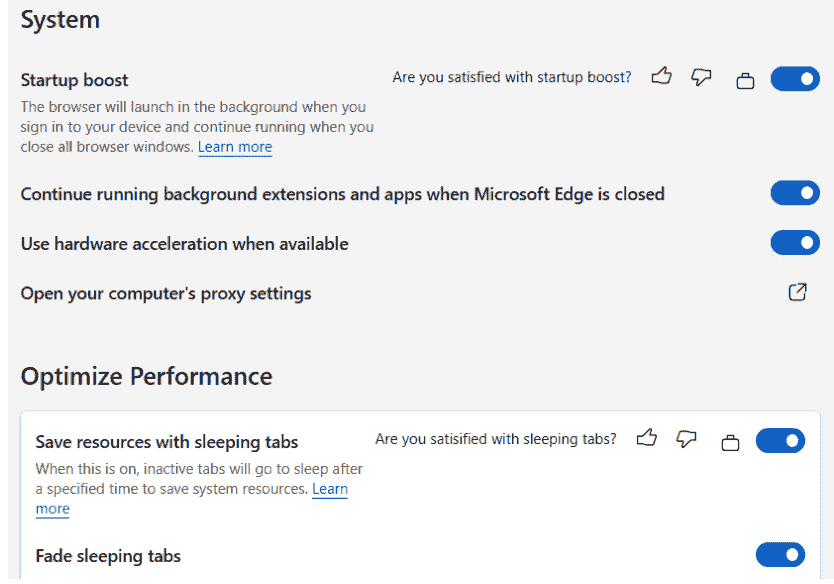 System
Startup boost
Are you satisfied with startup boost?
The browser will launch in the background when you
sign in to your device and continue running when you
close all browser windows. Learn more
Continue running background extensions and apps when Microsoft Edge is closed
Use hardware acceleration when available
Open your computer's proxy settings
Optimize Performance
Save resources with sleeping tabs
Are you satisified with sleeping tabs?
When this is on, inactive tabs will go to sleep after
a specified time to save system resources. Learn
more
Fade sleeping tabs